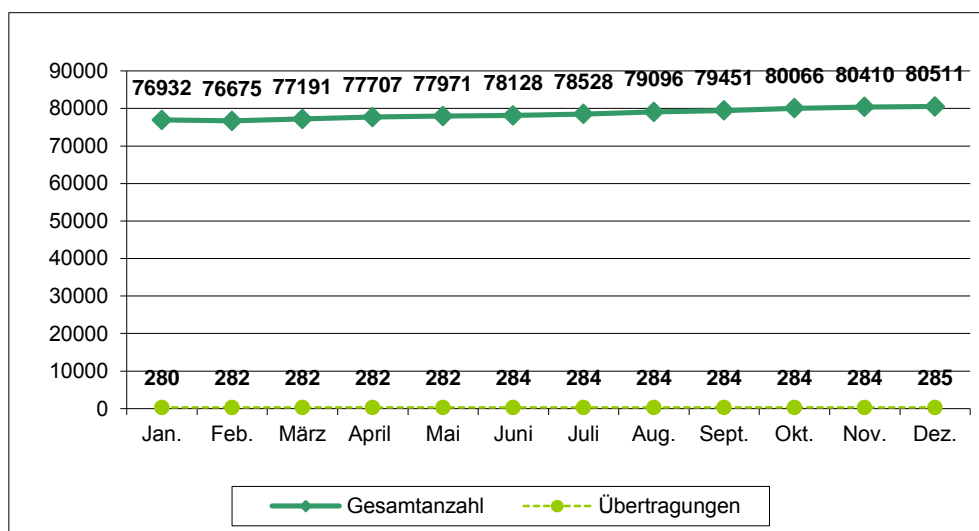 76932 76675 77191 77707 77971 78128 78528 79096 79451 80066 80410 80511
90000
80000
70000
60000
50000
40000
30000
20000
10000
0
280 282 282 282 282 284 284 284 284 284 284 285
Jan. Feb. März April Mai Juni Juli Aug. Sept. Okt. Nov. Dez.
Gesamtanzahl Übertragungen